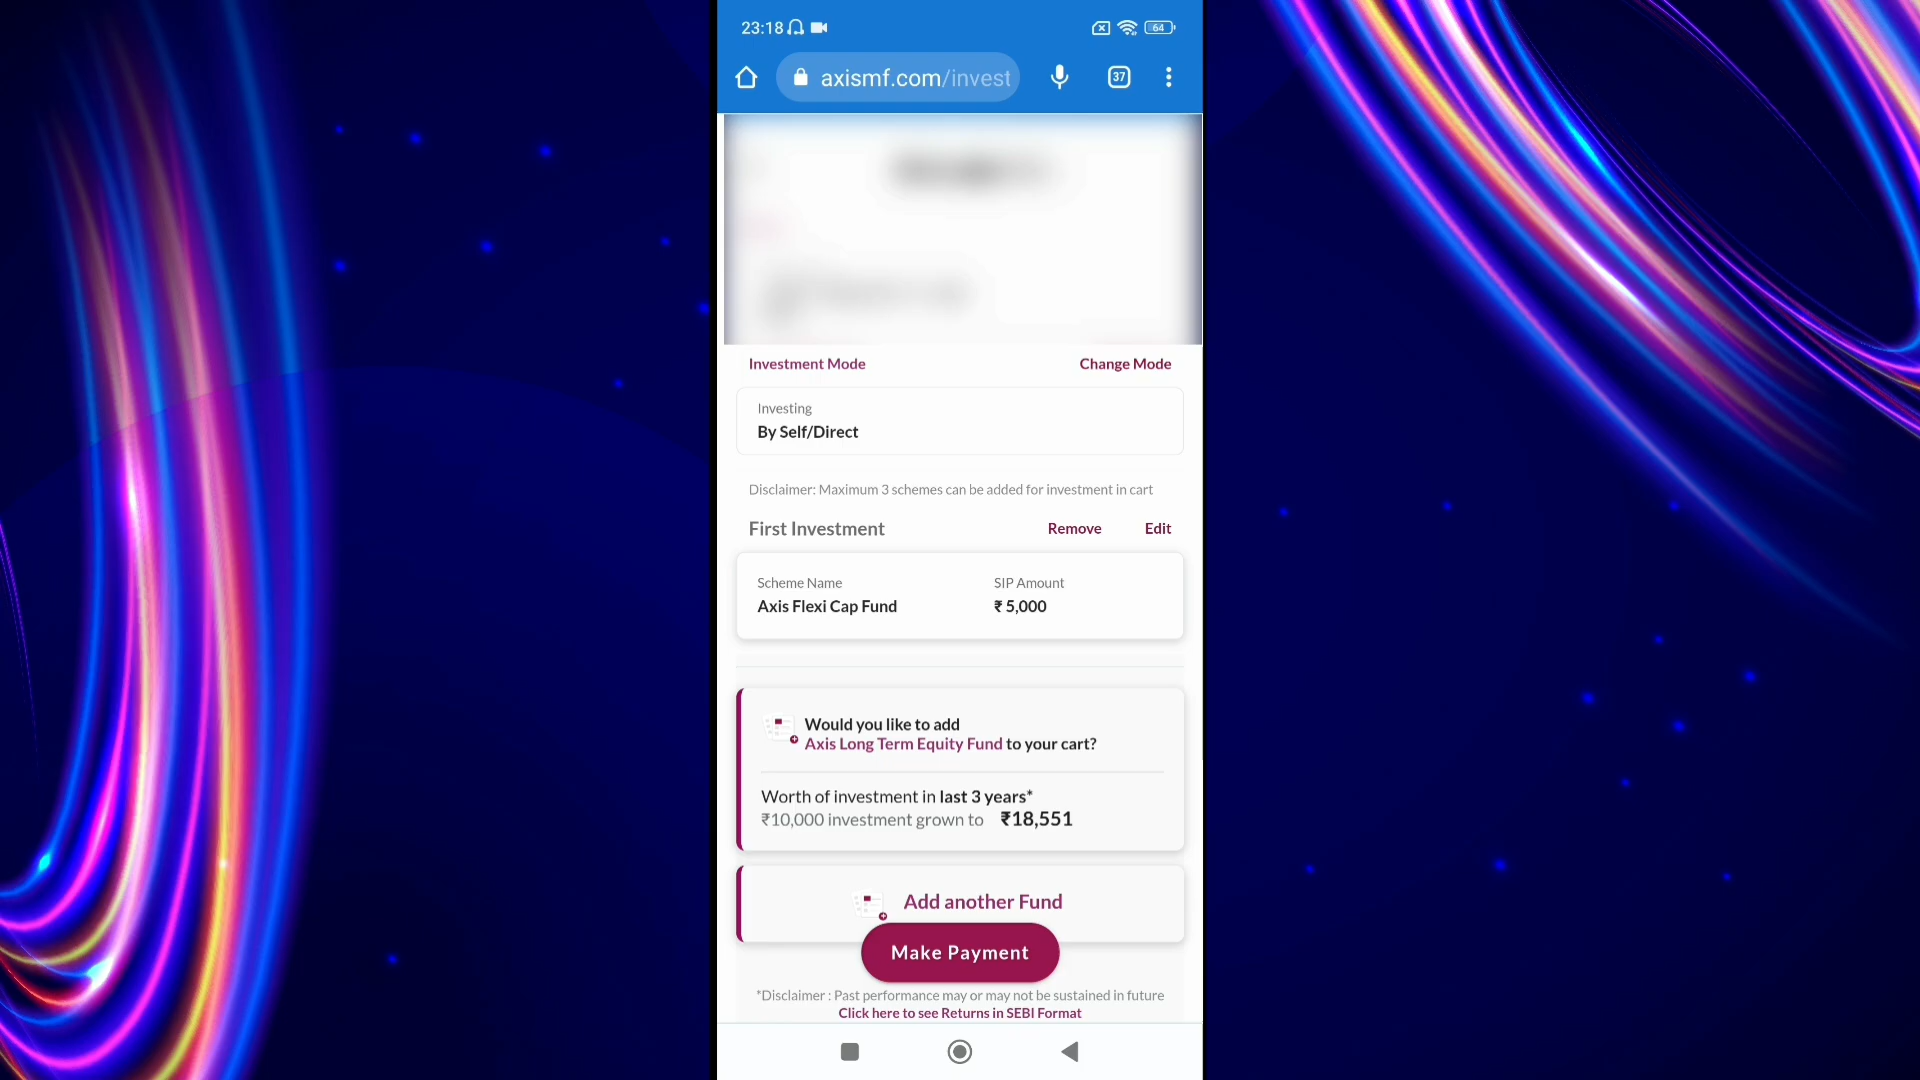 23:18
64
axismf.com/invest
37
Investment Mode
Change Mode
Investing
By Self/Direct
Disclaimer: Maximum 3 schemes can be added for investment in cart
First Investment
Remove
Edit
Scheme Name
SIP Amount
Axis Flexi Cap Fund
₹ 5,000
Would you like to add
Axis Long Term Equity Fund to your cart?
Worth of investment in last 3 years*
₹10,000 investment grown to ₹18,551
Add another Fund
Make Payment
*Disclaimer : Past performance may or may not be sustained in future
Click here to see Returns in SEBI Format